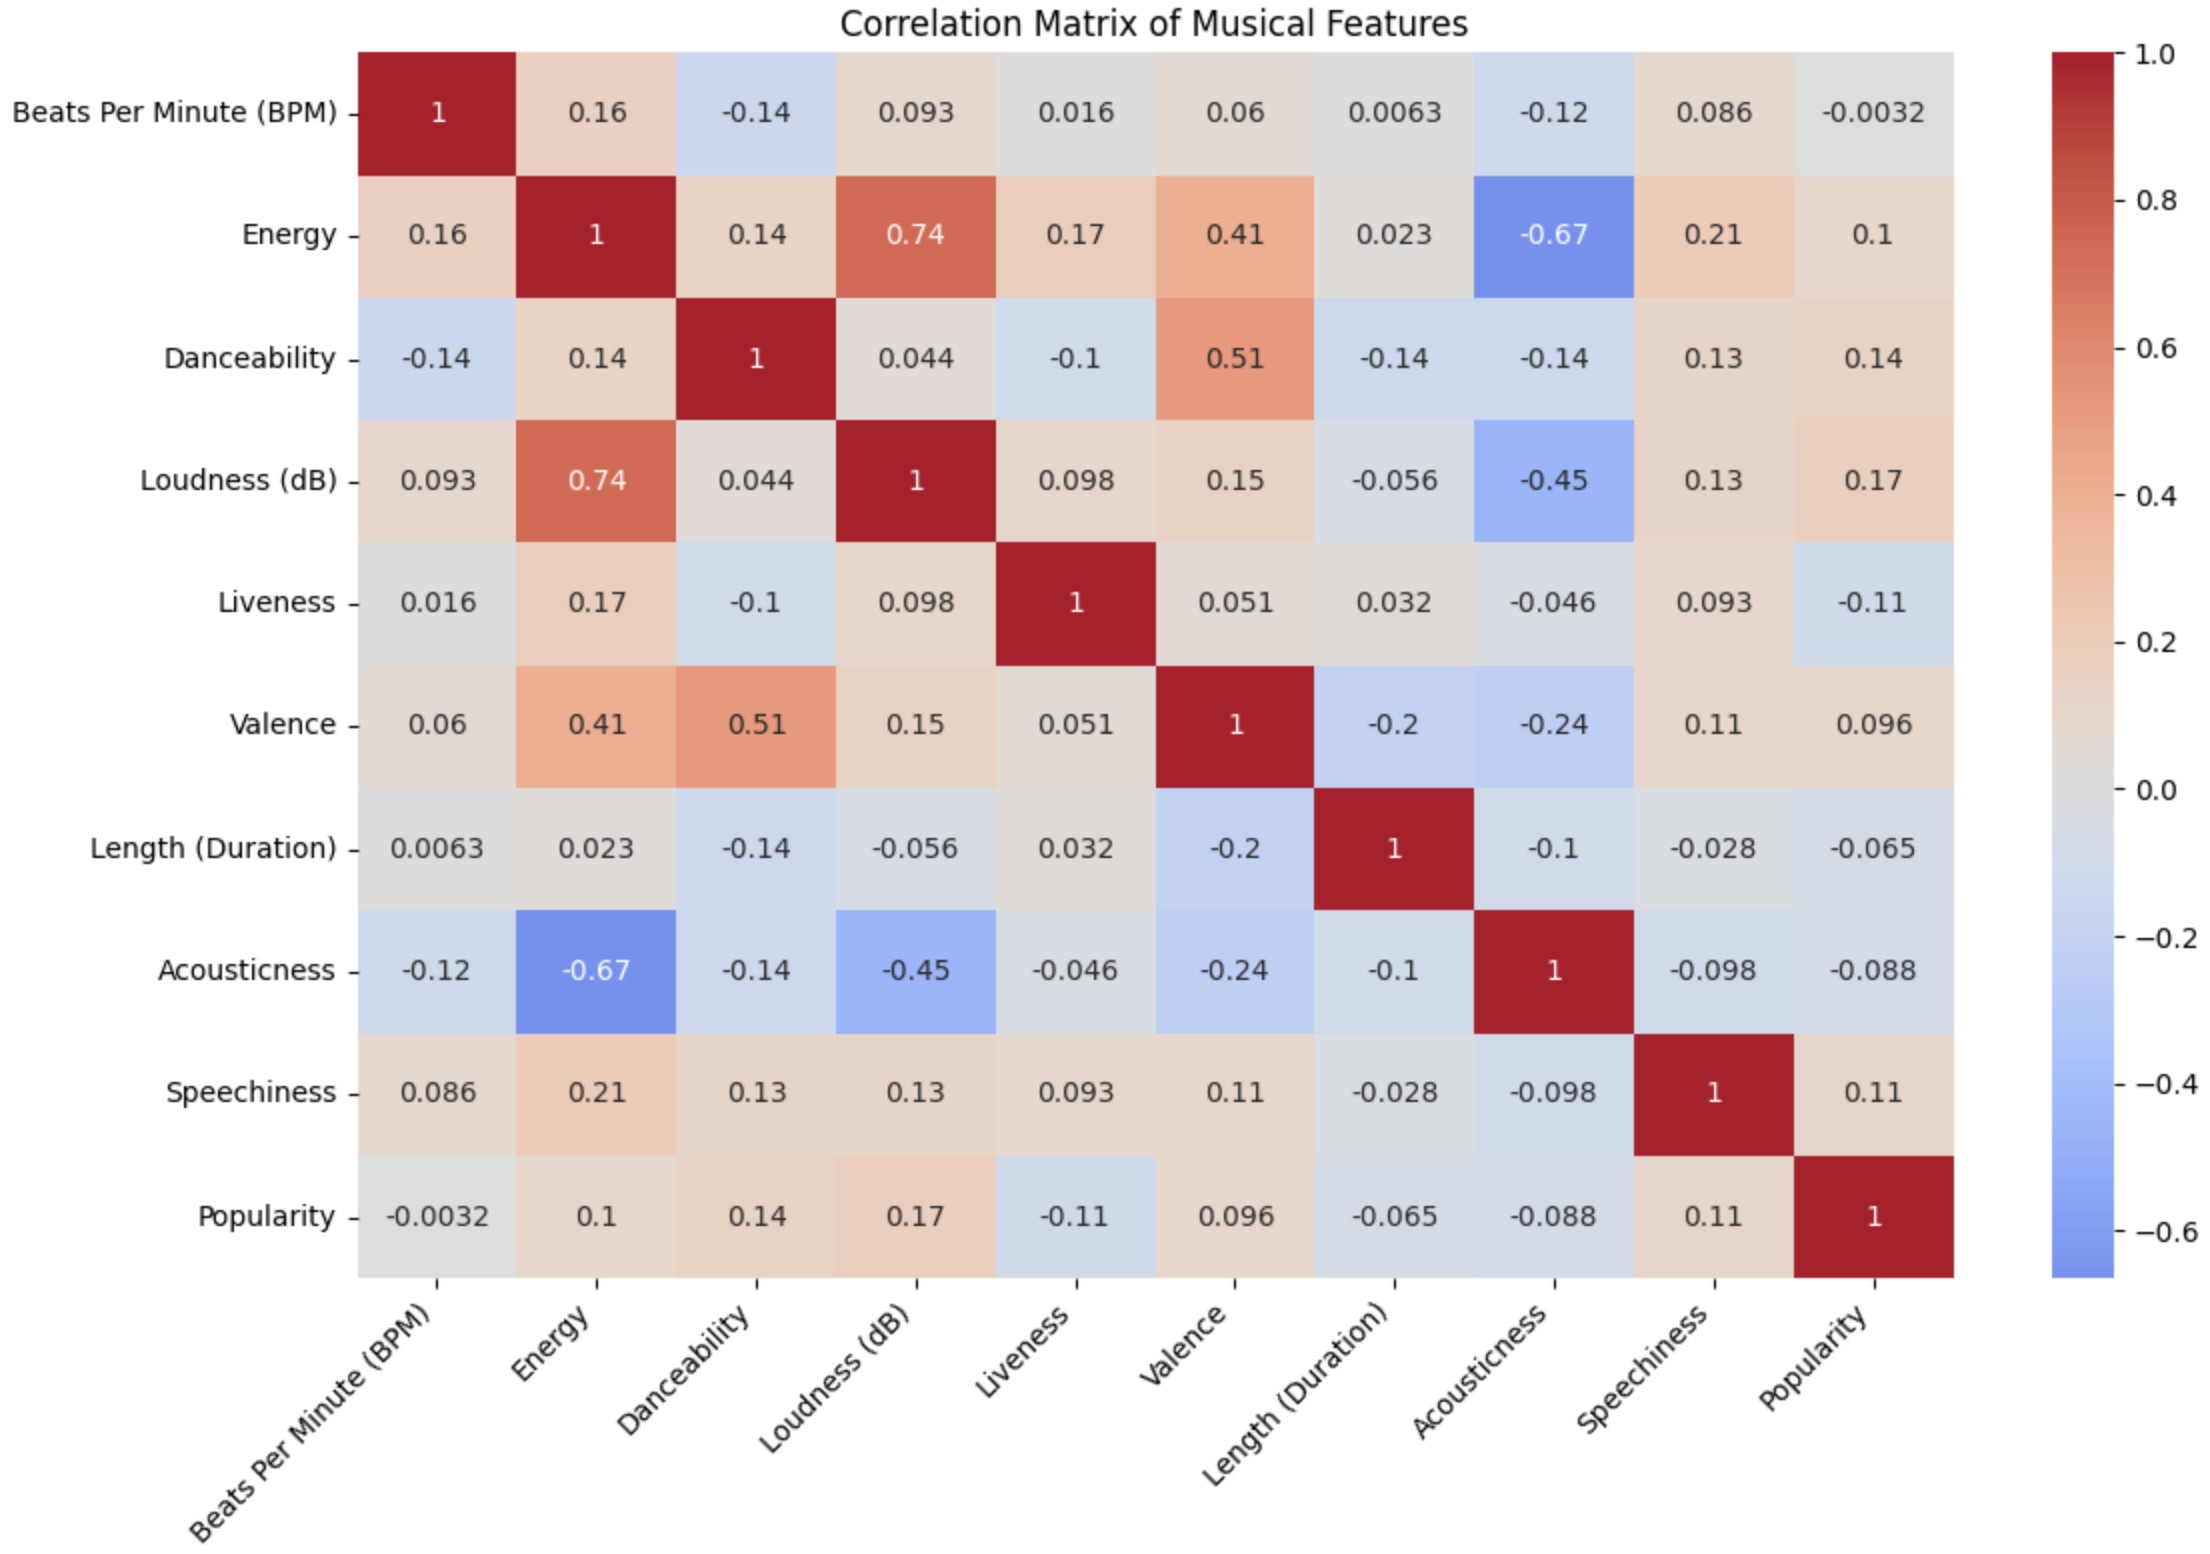 Correlation Matrix of Musical Features
Beats Per Minute (BPM) 1 0.16 -0.14 0.093 0.016 0.06 0.0063 -0.12 0.086 -0.0032
Energy 0.16 1 0.14 0.74 0.17 0.41 0.023 -0.67 0.21 0.1
Danceability -0.14 0.14 1 0.044 -0.1 0.51 -0.14 -0.14 0.13 0.14
Loudness (dB) 0.093 0.74 0.044 1 0.098 0.15 -0.056 -0.45 0.13 0.17
Liveness 0.016 0.17 -0.1 0.098 1 0.051 0.032 -0.046 0.093 -0.11
Valence 0.06 0.41 0.51 0.15 0.051 1 -0.2 -0.24 0.11 0.096
Length (Duration) 0.0063 0.023 -0.14 -0.056 0.032 -0.2 1 -0.1 -0.028 -0.065
Acousticness -0.12 -0.67 -0.14 -0.45 -0.046 -0.24 -0.1 1 -0.098 -0.088
Speechiness 0.086 0.21 0.13 0.13 0.093 0.11 -0.028 -0.098 1 0.11
Popularity -0.0032 0.1 0.14 0.17 -0.11 0.096 -0.065 -0.088 0.11 1
Beats Per Minute (BPM)
Energy
Danceability
Loudness (dB)
Liveness
Valence
Length (Duration)
Acousticness
Speechiness
Popularity
1.0
0.8
0.6
0.4
0.2
0.0
−0.2
−0.4
−0.6